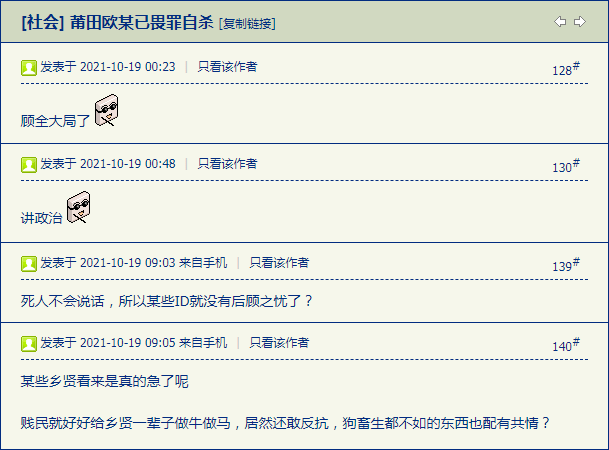 [社会] 莆田欧某已畏罪自杀 [复制链接]
发表于 2021-10-19 00:23 | 只看该作者 128#
顾全大局了
发表于 2021-10-19 00:48 | 只看该作者 130#
讲政治
发表于 2021-10-19 09:03 来自手机 | 只看该作者 139#
死人不会说话，所以某些ID就没有后顾之忧了？
发表于 2021-10-19 09:05 来自手机 | 只看该作者 140#
某些乡贤看来是真的急了呢
贱民就好好给乡贤一辈子做牛做马，居然还敢反抗，狗畜生都不如的东西也配有共情？